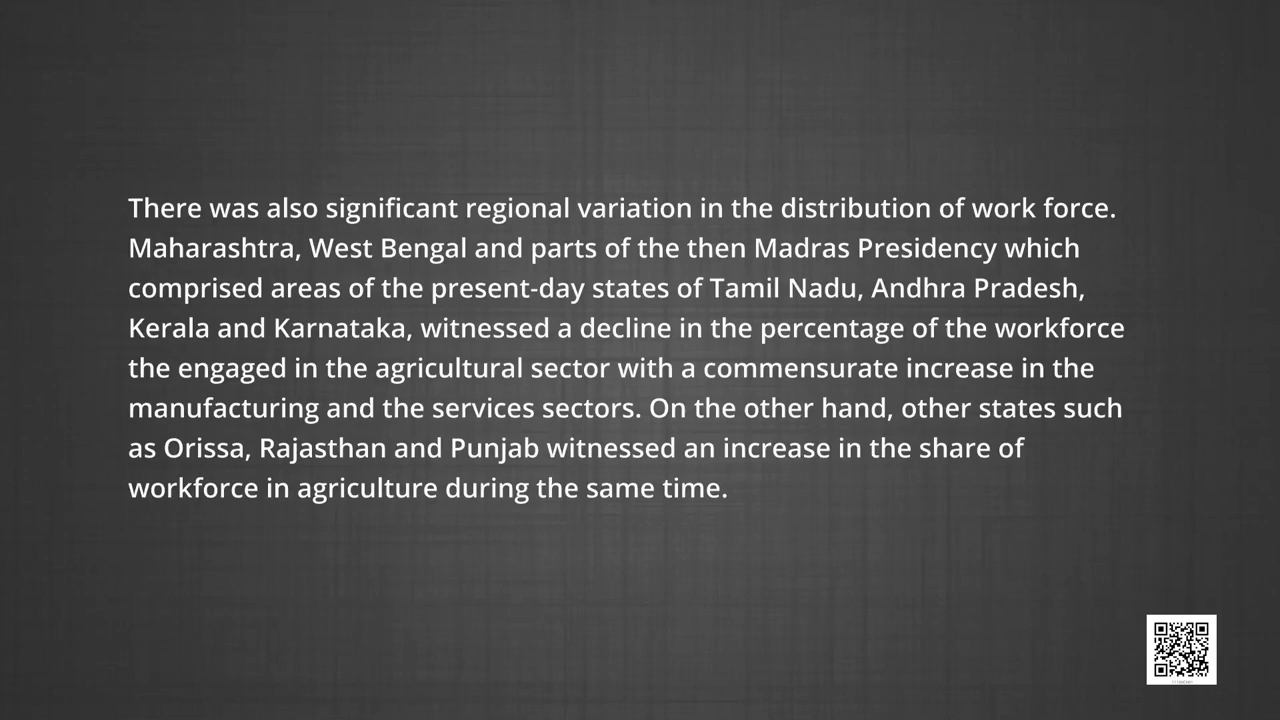 There was also significant regional variation in the distribution of work force.
Maharashtra, West Bengal and parts of the then Madras Presidency which
comprised areas of the present-day states of Tamil Nadu, Andhra Pradesh,
Kerala and Karnataka, witnessed a decline in the percentage of the workforce
the engaged in the agricultural sector with a commensurate increase in the
manufacturing and the services sectors. On the other hand, other states such
as Orissa, Rajasthan and Punjab witnessed an increase in the share of
workforce in agriculture during the same time.